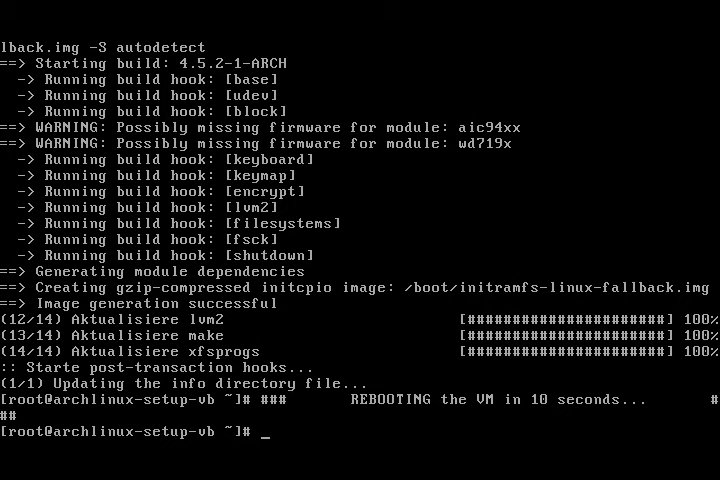 lback.img -S autodetect
==> Starting build: 4.5.2-1-ARCH
  -> Running build hook: [base]
  -> Running build hook: [udev]
  -> Running build hook: [block]
==> WARNING: Possibly missing firmware for module: aic94xx
==> WARNING: Possibly missing firmware for module: wd719x
  -> Running build hook: [keyboard]
  -> Running build hook: [keymap]
  -> Running build hook: [encrypt]
  -> Running build hook: [lvm2]
  -> Running build hook: [filesystems]
  -> Running build hook: [fsck]
  -> Running build hook: [shutdown]
==> Generating module dependencies
==> Creating gzip-compressed initcpio image: /boot/initramfs-linux-fallback.img
==> Image generation successful
(12/14) Aktualisiere lvm2                          [######################] 100%
(13/14) Aktualisiere make                          [######################] 100%
(14/14) Aktualisiere xfsprogs                      [######################] 100%
:: Starte post-transaction hooks...
(1/1) Updating the info directory file...
[root@archlinux-setup-vb ~]# ###       REBOOTING the VM in 10 seconds...       #
##
[root@archlinux-setup-vb ~]# _